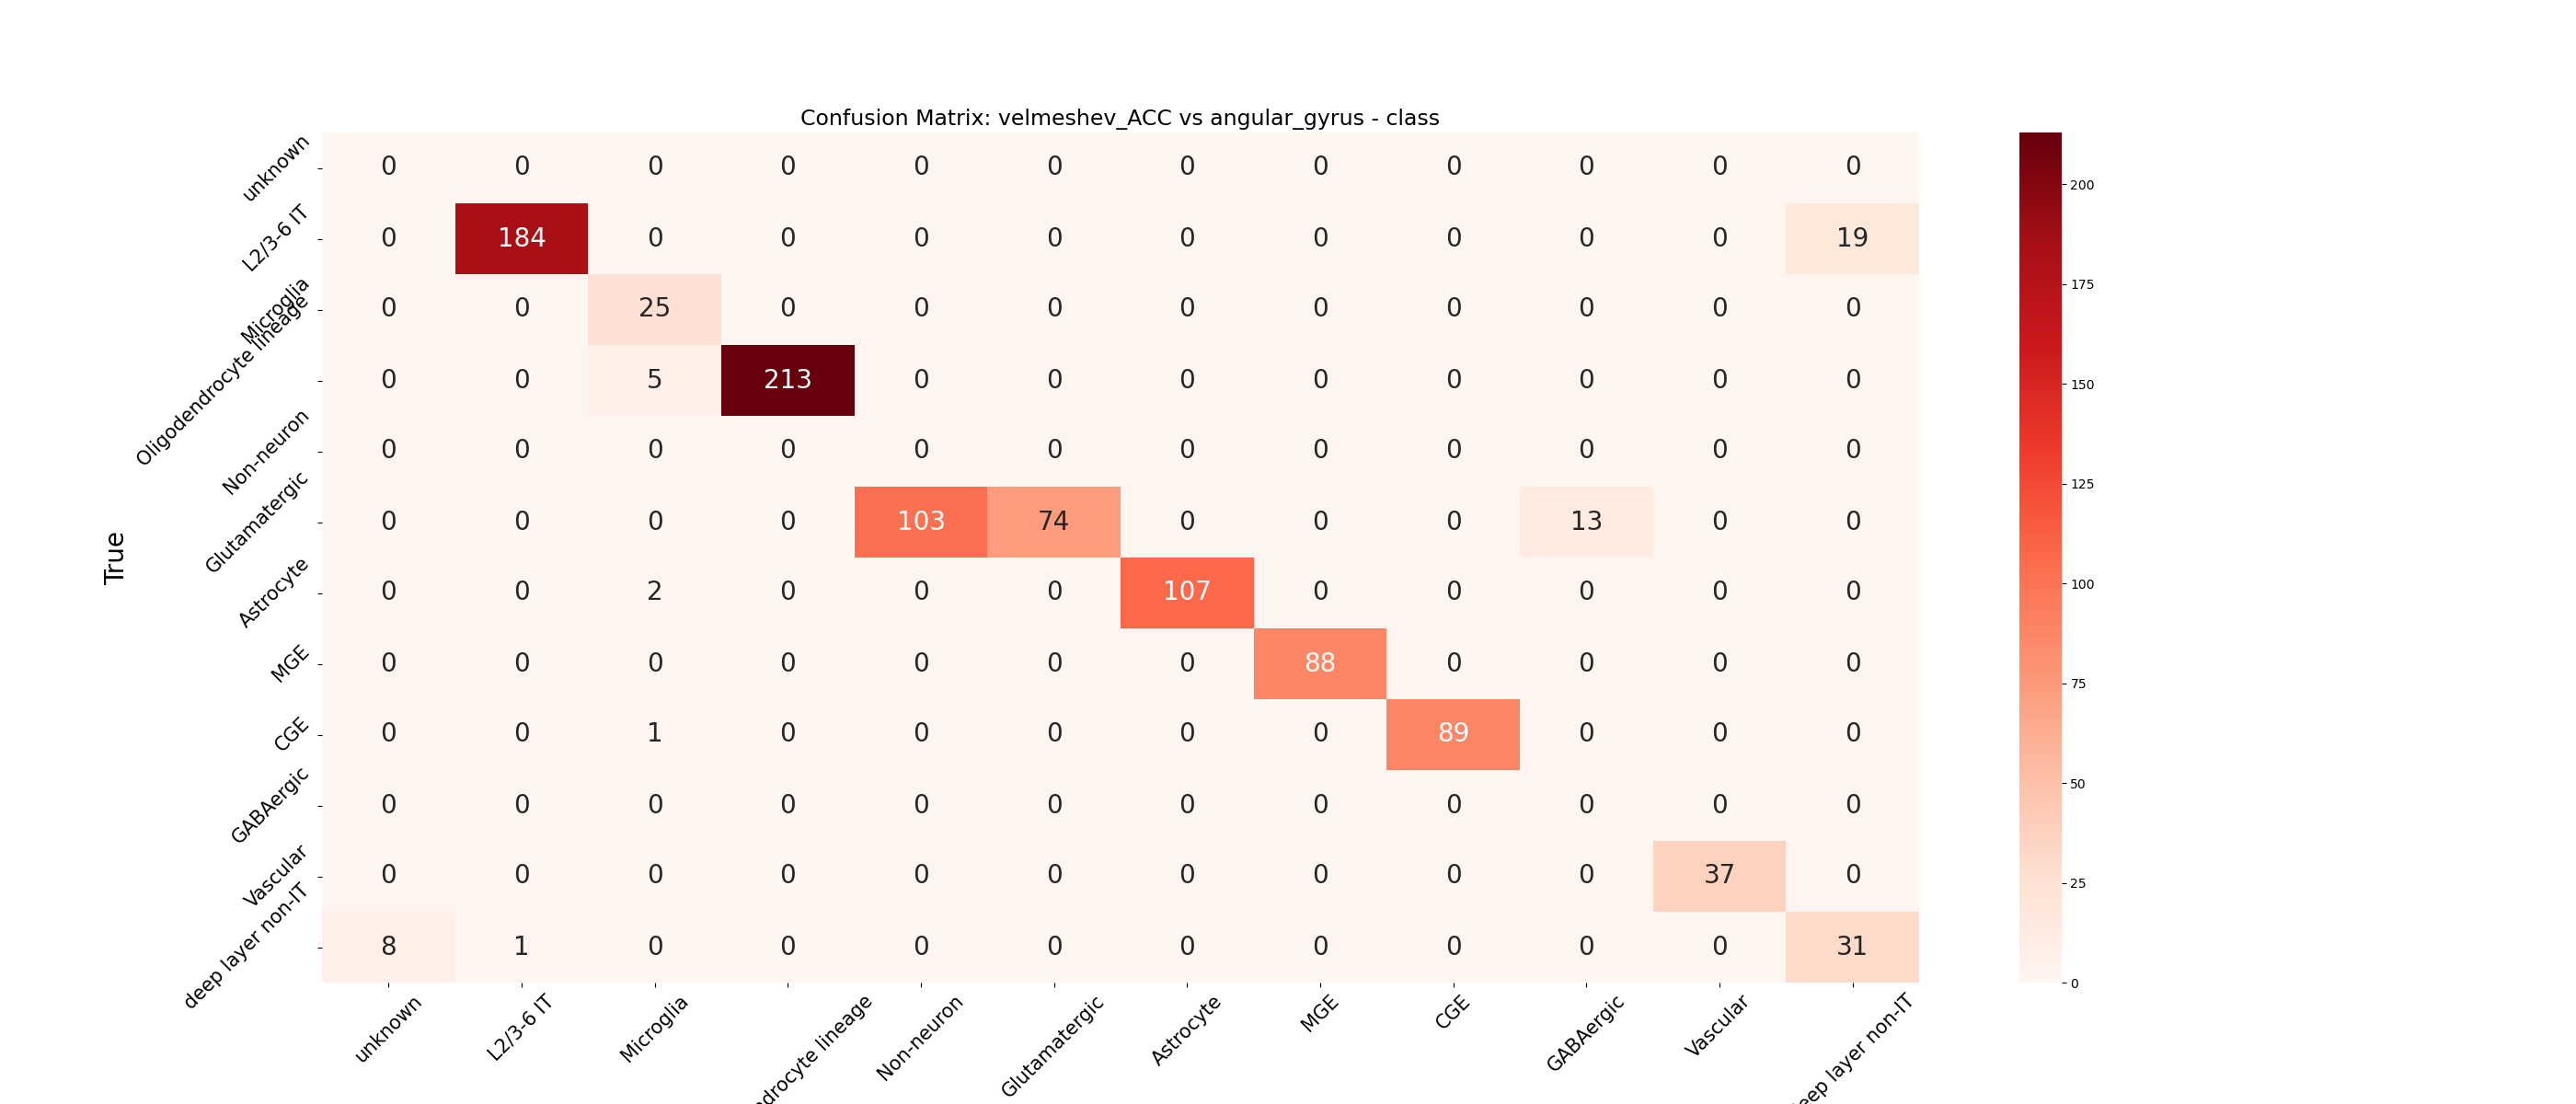 Confusion Matrix: velmeshev_ACC vs angular_gyrus - class
True
unknown 0 0 0 0 0 0 0 0 0 0 0 0
L2/3-6 IT 0 184 0 0 0 0 0 0 0 0 0 19
Microglia 0 0 25 0 0 0 0 0 0 0 0 0
Oligodendrocyte lineage 0 0 5 213 0 0 0 0 0 0 0 0
Non-neuron 0 0 0 0 0 0 0 0 0 0 0 0
Glutamatergic 0 0 0 0 103 74 0 0 0 13 0 0
Astrocyte 0 0 2 0 0 0 107 0 0 0 0 0
MGE 0 0 0 0 0 0 0 88 0 0 0 0
CGE 0 0 1 0 0 0 0 0 89 0 0 0
GABAergic 0 0 0 0 0 0 0 0 0 0 0 0
Vascular 0 0 0 0 0 0 0 0 0 0 37 0
deep layer non-IT 8 1 0 0 0 0 0 0 0 0 0 31
unknown L2/3-6 IT Microglia ndrocyte lineage Non-neuron Glutamatergic Astrocyte MGE CGE GABAergic Vascular eep layer non-IT
200
175
150
125
100
75
50
25
0